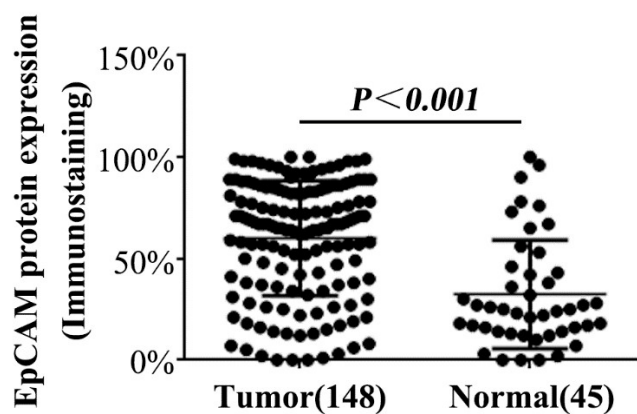 EpCAM protein expression
(Immunostaining)
150%
100%
50%
0%
P<0.001
Tumor(148)
Normal(45)